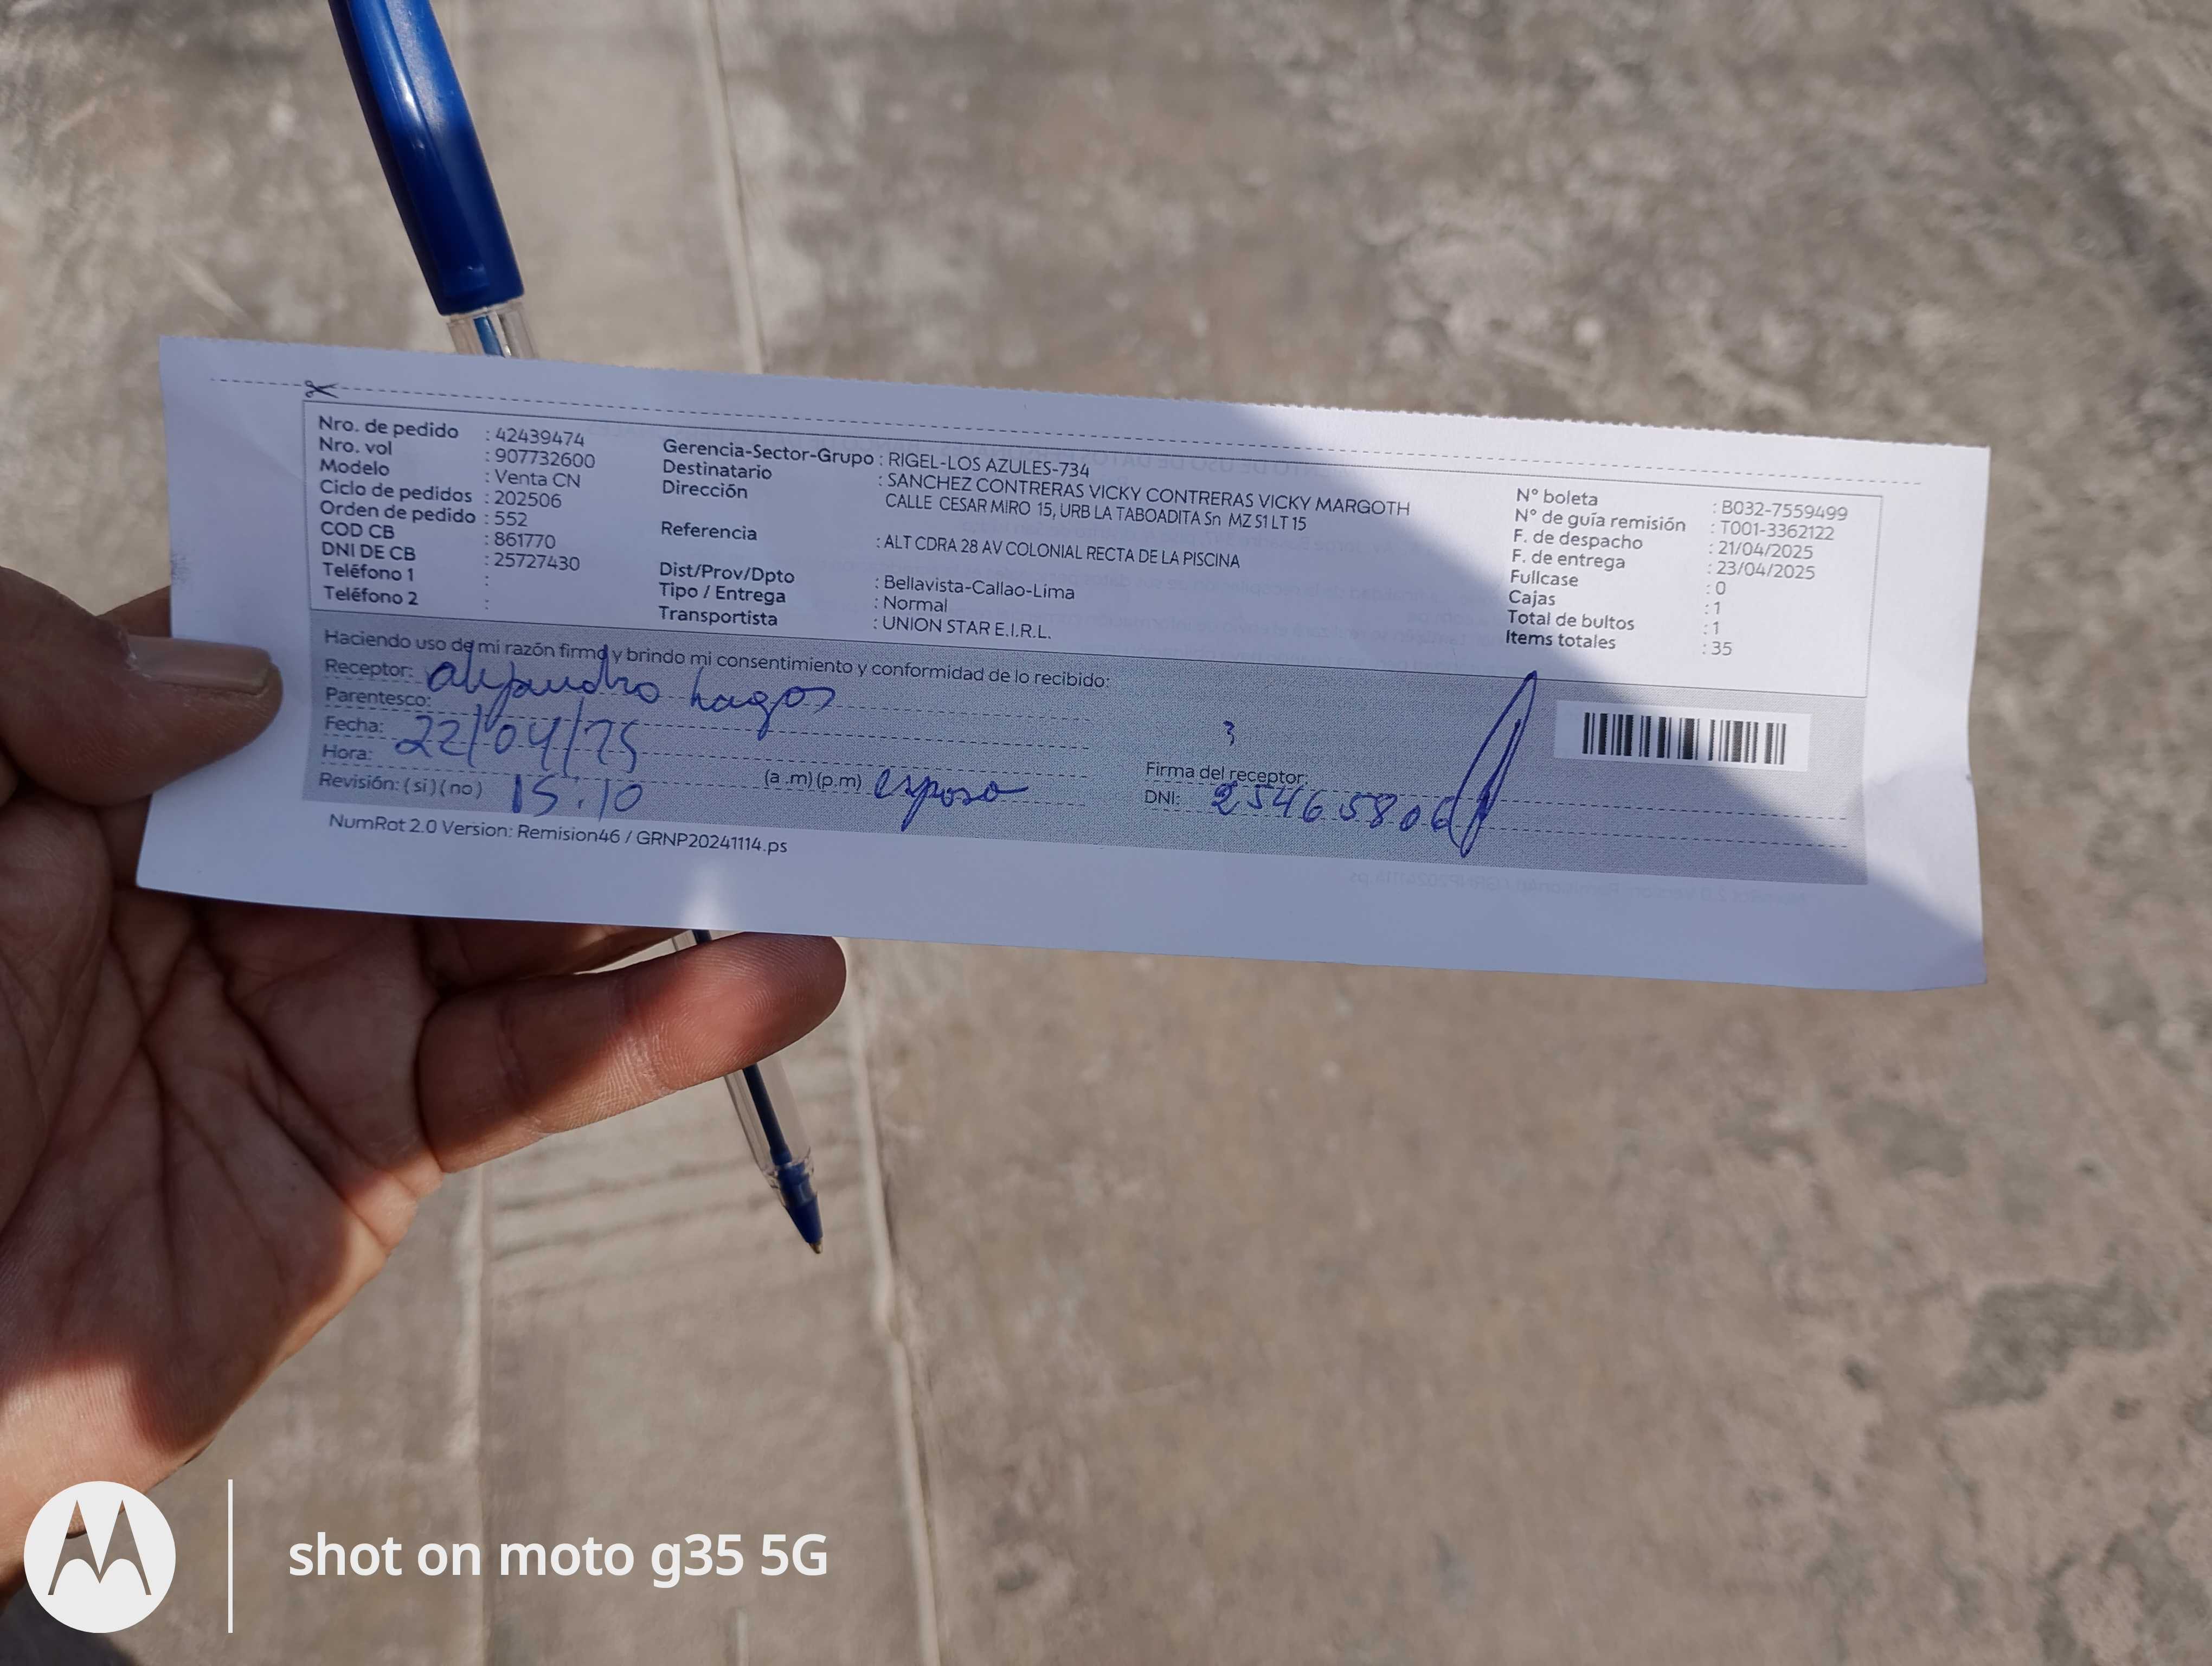 Nro. de pedido : 42439474
Nro. vol : 907732600
Modelo : Venta CN
Ciclo de pedidos : 202506
Orden de pedido : 552
COD CB : 861770
DNI DE CB : 25727430
Teléfono 1 :
Teléfono 2 :
Gerencia-Sector-Grupo : RIGEL-LOS AZULES-734
Destinatario : SANCHEZ CONTRERAS VICKY CONTRERAS VICKY MARGOTH
Dirección CALLE CESAR MIRO 15, URB LA TABOADITA Sn MZ S1 LT 15
Referencia : ALT CDRA 28 AV COLONIAL RECTA DE LA PISCINA
Dist/Prov/Dpto : Bellavista-Callao-Lima
Tipo / Entrega : Normal
Transportista : UNION STAR E.I.R.L.
N° boleta : B032-7559499
N° de guía remisión : T001-3362122
F. de despacho : 21/04/2025
F. de entrega : 23/04/2025
Fullcase : 0
Cajas : 1
Total de bultos : 1
Items totales : 35
Haciendo uso de mi razón firmo y brindo mi consentimiento y conformidad de lo recibido:
Receptor: alejandro Lagos
Parentesco:
Fecha: 22/04/25
Hora:
(a .m) (p.m) esposo
Revisión: ( si ) ( no ) 15:10
3
Firma del receptor:
DNI: 25465806
NumRot 2.0 Version: Remision46 / GRNP20241114.ps
shot on moto g35 5G